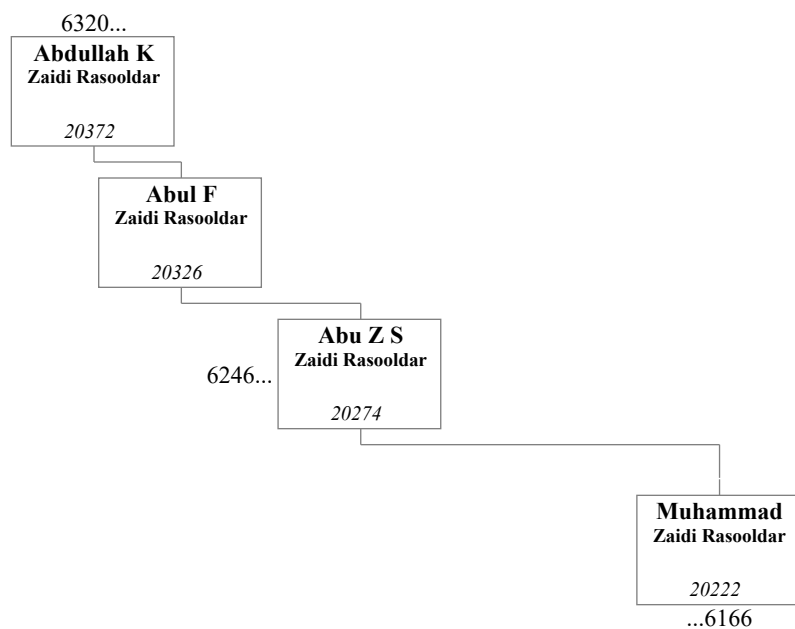 6320...
Abdullah K
Zaidi Rasooldar
20372
Abul F
Zaidi Rasooldar
20326
Abu Z S
Zaidi Rasooldar
6246...
20274
Muhammad
Zaidi Rasooldar
20222
...6166